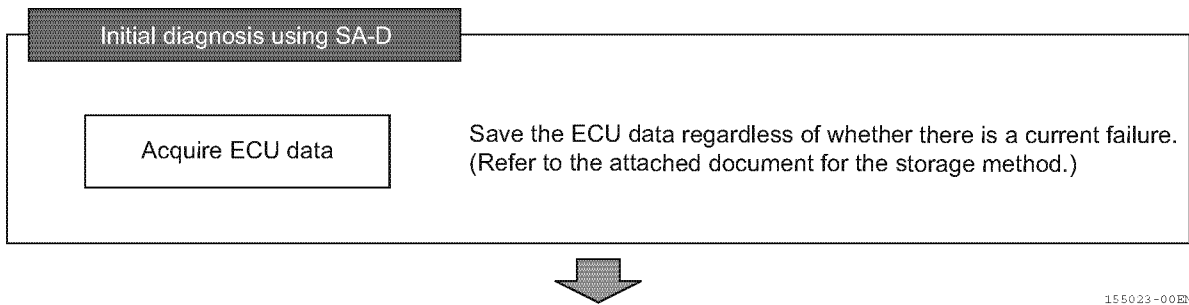 Initial diagnosis using SA-D
Acquire ECU data
Save the ECU data regardless of whether there is a current failure.
(Refer to the attached document for the storage method.)
155023-00EN